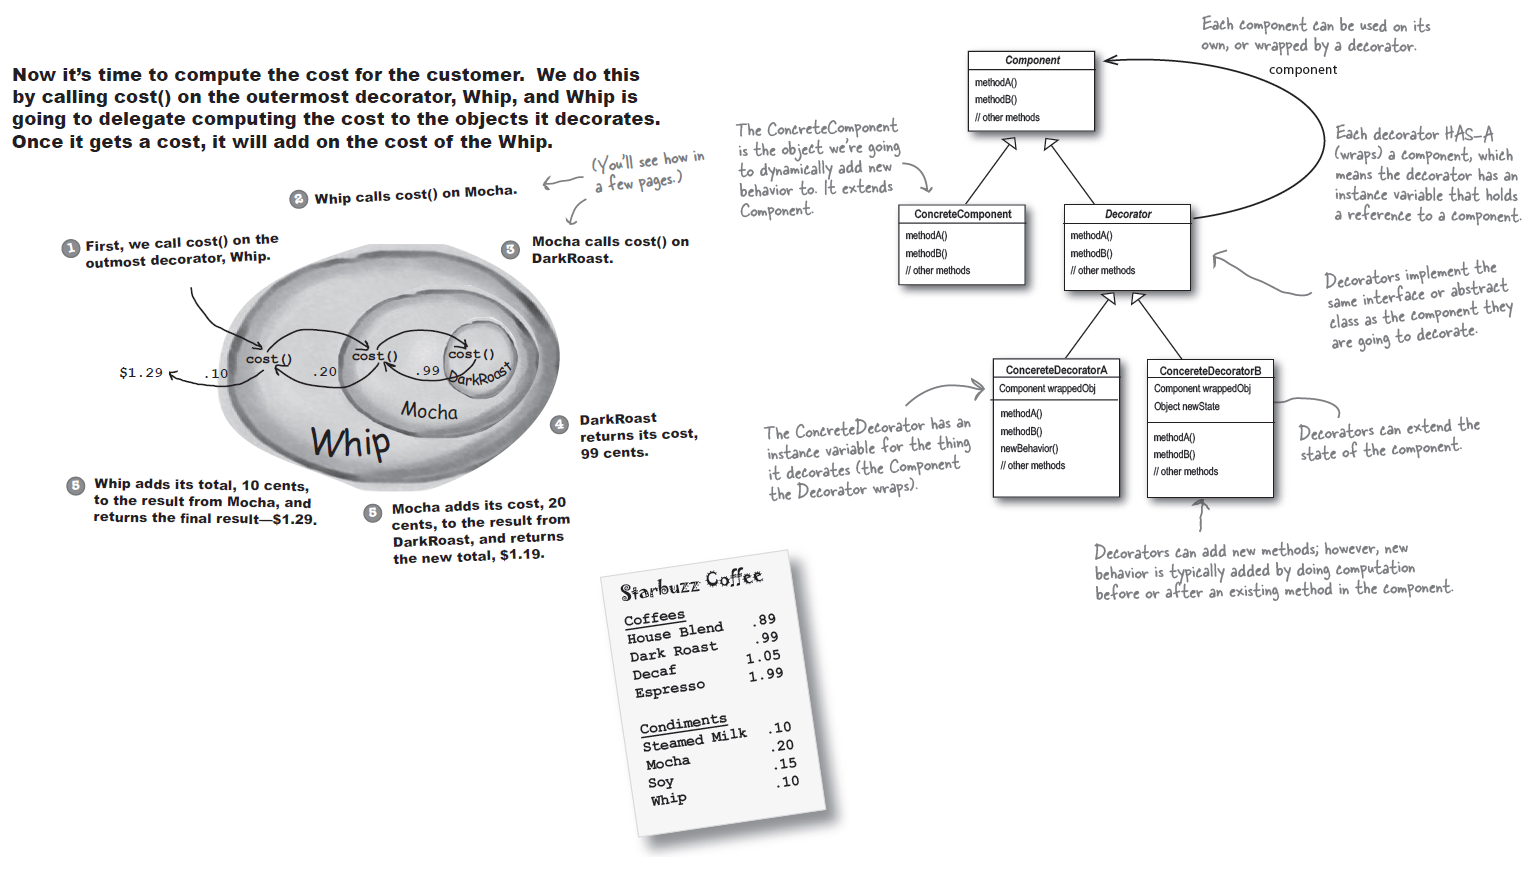 Now it's time to compute the cost for the customer.  We do this
by calling cost() on the outermost decorator, Whip, and Whip is
going to delegate computing the cost to the objects it decorates.
Once it gets a cost, it will add on the cost of the Whip.
(You'll see how in
a few pages.)
2 Whip calls cost() on Mocha.
1 First, we call cost() on the
outmost decorator, Whip.
3 Mocha calls cost() on
DarkRoast.
cost() cost() cost()
$1.29 .10 .20 .99 DarkRoast
Mocha
Whip
4 DarkRoast
returns its cost,
99 cents.
5 Whip adds its total, 10 cents,
to the result from Mocha, and
returns the final result—$1.29.
5 Mocha adds its cost, 20
cents, to the result from
DarkRoast, and returns
the new total, $1.19.
Starbuzz Coffee
Coffees
House Blend .89
Dark Roast .99
Decaf 1.05
Espresso 1.99
Condiments
Steamed Milk .10
Mocha .20
Soy .15
Whip .10
Each component can be used on its
own, or wrapped by a decorator.
component
Component
methodA()
methodB()
// other methods
The ConcreteComponent
is the object we're going
to dynamically add new
behavior to. It extends
Component.
Each decorator HAS-A
(wraps) a component, which
means the decorator has an
instance variable that holds
a reference to a component.
ConcreteComponent
methodA()
methodB()
// other methods
Decorator
methodA()
methodB()
// other methods
Decorators implement the
same interface or abstract
class as the component they
are going to decorate.
ConcereteDecoratorA
Component wrappedObj
methodA()
methodB()
newBehavior()
// other methods
ConcereteDecoratorB
Component wrappedObj
Object newState
methodA()
methodB()
// other methods
The ConcreteDecorator has an
instance variable for the thing
it decorates (the Component
the Decorator wraps).
Decorators can extend the
state of the component.
Decorators can add new methods; however, new
behavior is typically added by doing computation
before or after an existing method in the component.